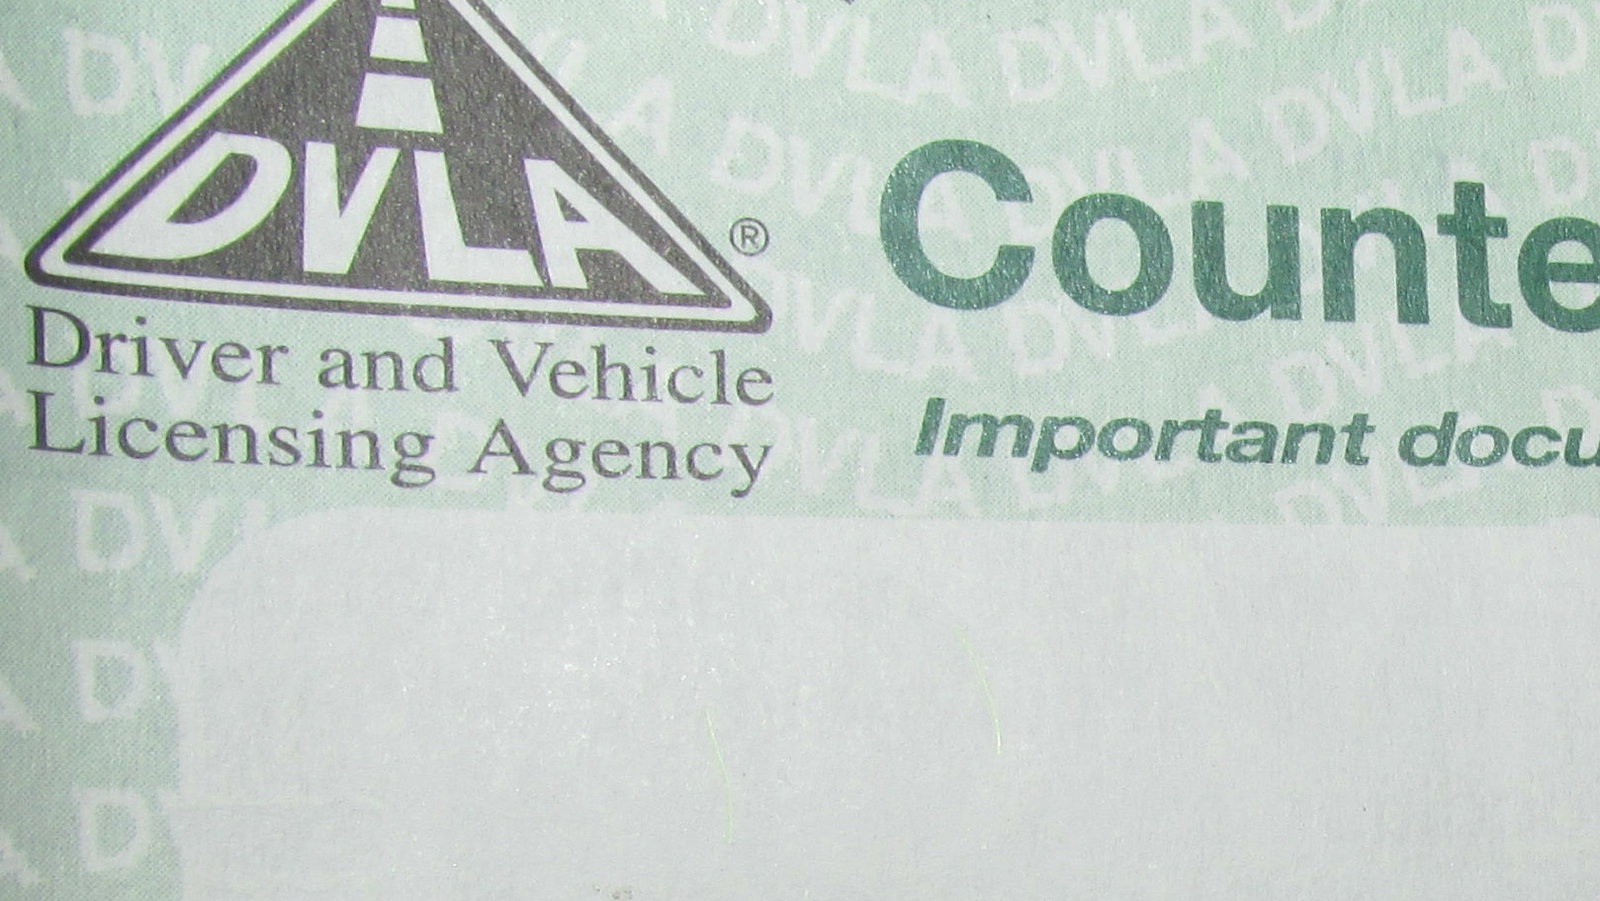 DVLA®
Driver and Vehicle
Licensing Agency
Counte
Important docu